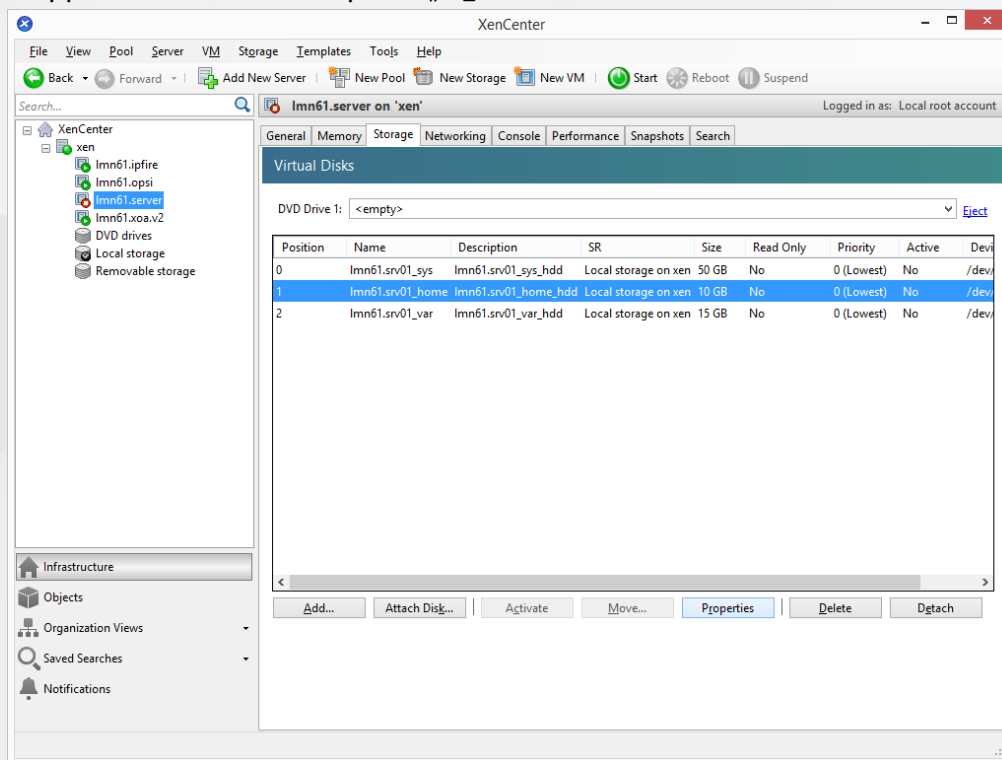 XenCenter
File View Pool Server VM Storage Templates Tools Help
Back Forward Add New Server New Pool New Storage New VM Start Reboot Suspend
Search...
lmn61.server on 'xen' Logged in as: Local root account
XenCenter
xen
lmn61.ipfire
lmn61.opsi
lmn61.server
lmn61.xoa.v2
DVD drives
Local storage
Removable storage
General Memory Storage Networking Console Performance Snapshots Search
Virtual Disks
DVD Drive 1: <empty> Eject
Position Name Description SR Size Read Only Priority Active Devi
0 lmn61.srv01_sys lmn61.srv01_sys_hdd Local storage on xen 50 GB No 0 (Lowest) No /dev/
1 lmn61.srv01_home lmn61.srv01_home_hdd Local storage on xen 10 GB No 0 (Lowest) No /dev/
2 lmn61.srv01_var lmn61.srv01_var_hdd Local storage on xen 15 GB No 0 (Lowest) No /dev/
Add... Attach Disk... Activate Move... Properties Delete Detach
Infrastructure
Objects
Organization Views
Saved Searches
Notifications